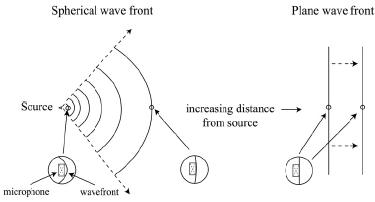 Spherical wave front
Plane wave front
Source
increasing distance
from source
microphone
wavefront